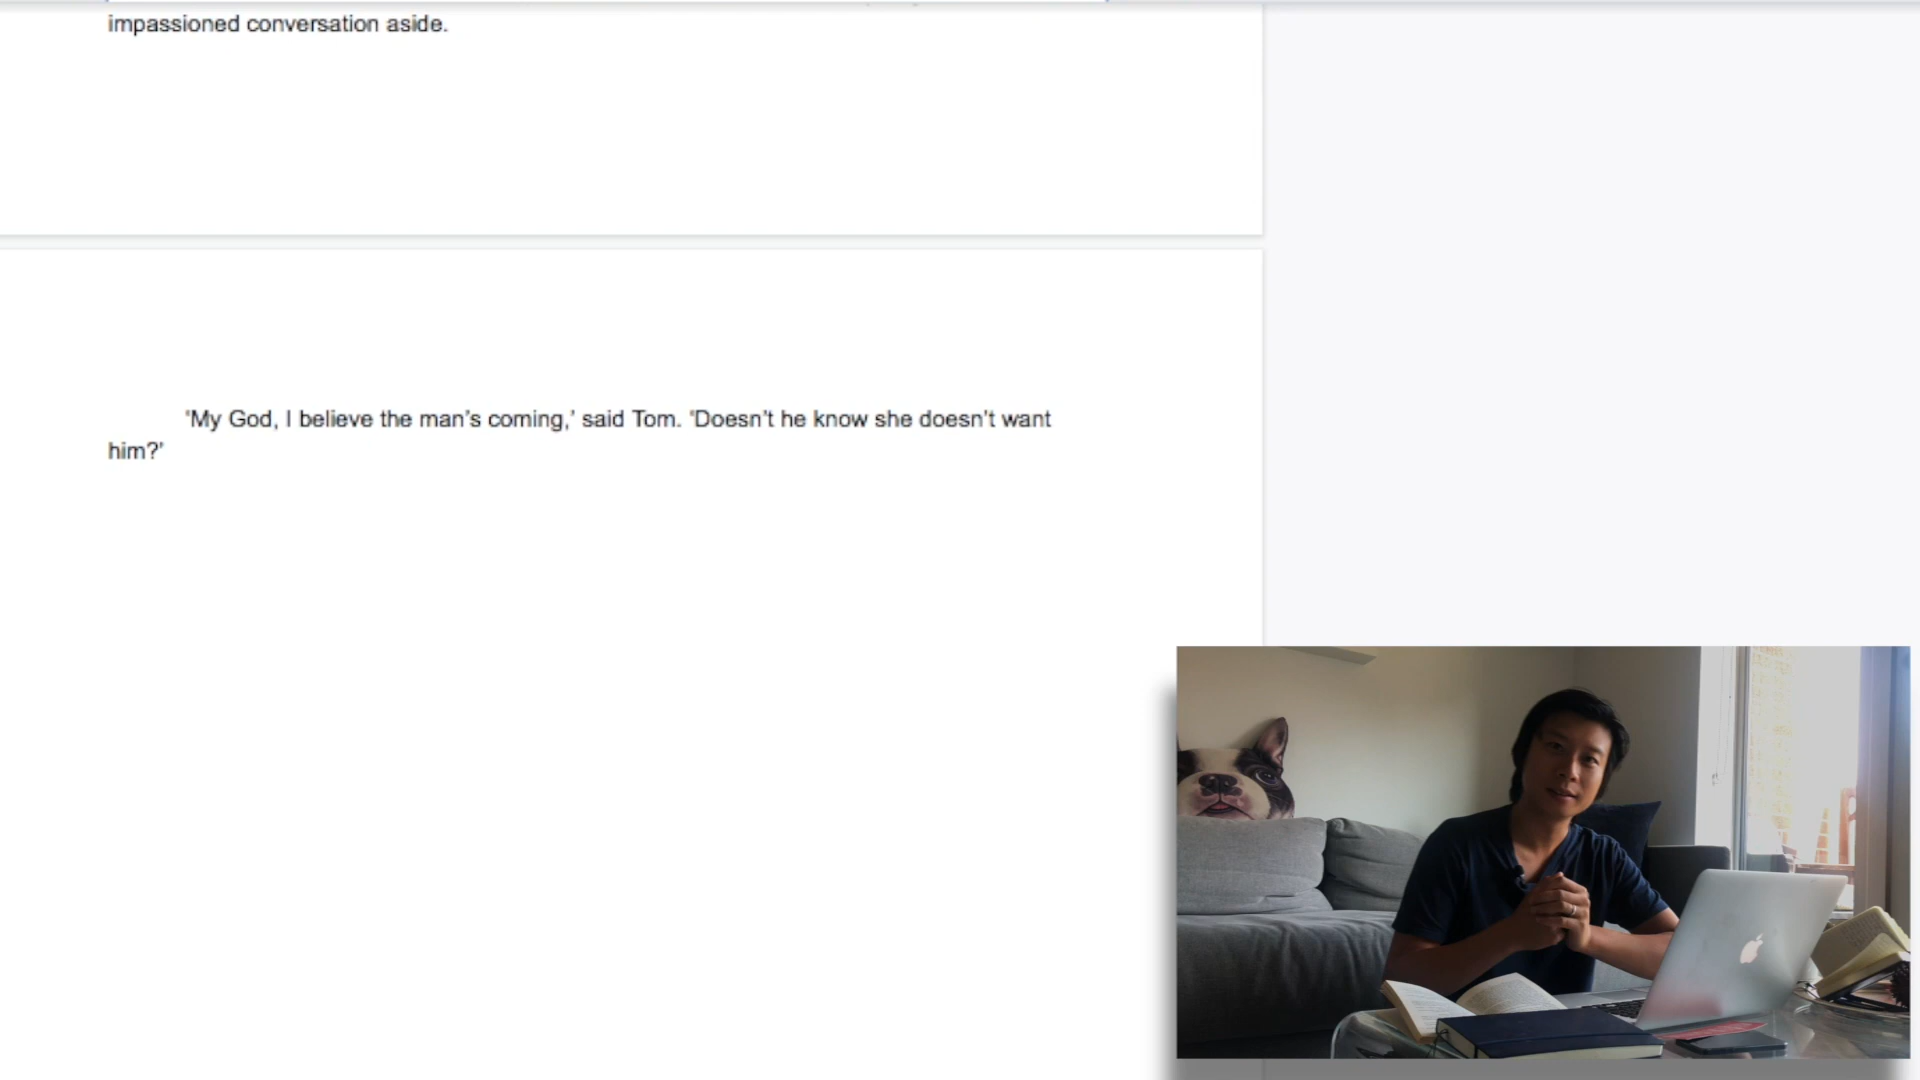 impassioned conversation aside.
‘My God, I believe the man’s coming,’ said Tom. ‘Doesn’t he know she doesn’t want
him?’